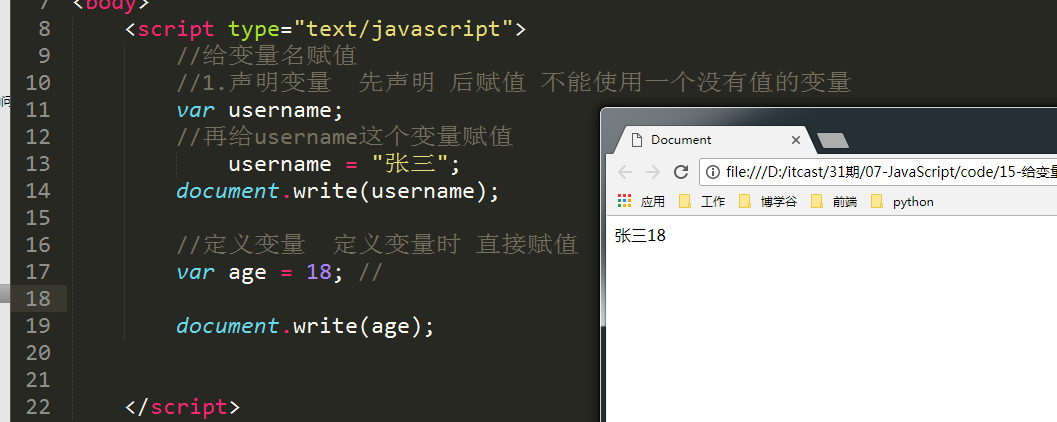 7 <body>
8 <script type="text/javascript">
9 //给变量名赋值
10 //1.声明变量  先声明 后赋值 不能使用一个没有值的变量
11 var username;
12 //再给username这个变量赋值
13 username = "张三";
14 document.write(username);
15
16 //定义变量  定义变量时 直接赋值
17 var age = 18; //
18
19 document.write(age);
20
21
22 </script>
问
Document
file:///D:/itcast/31期/07-JavaScript/code/15-给变量
应用 工作 博学谷 前端 python
张三18